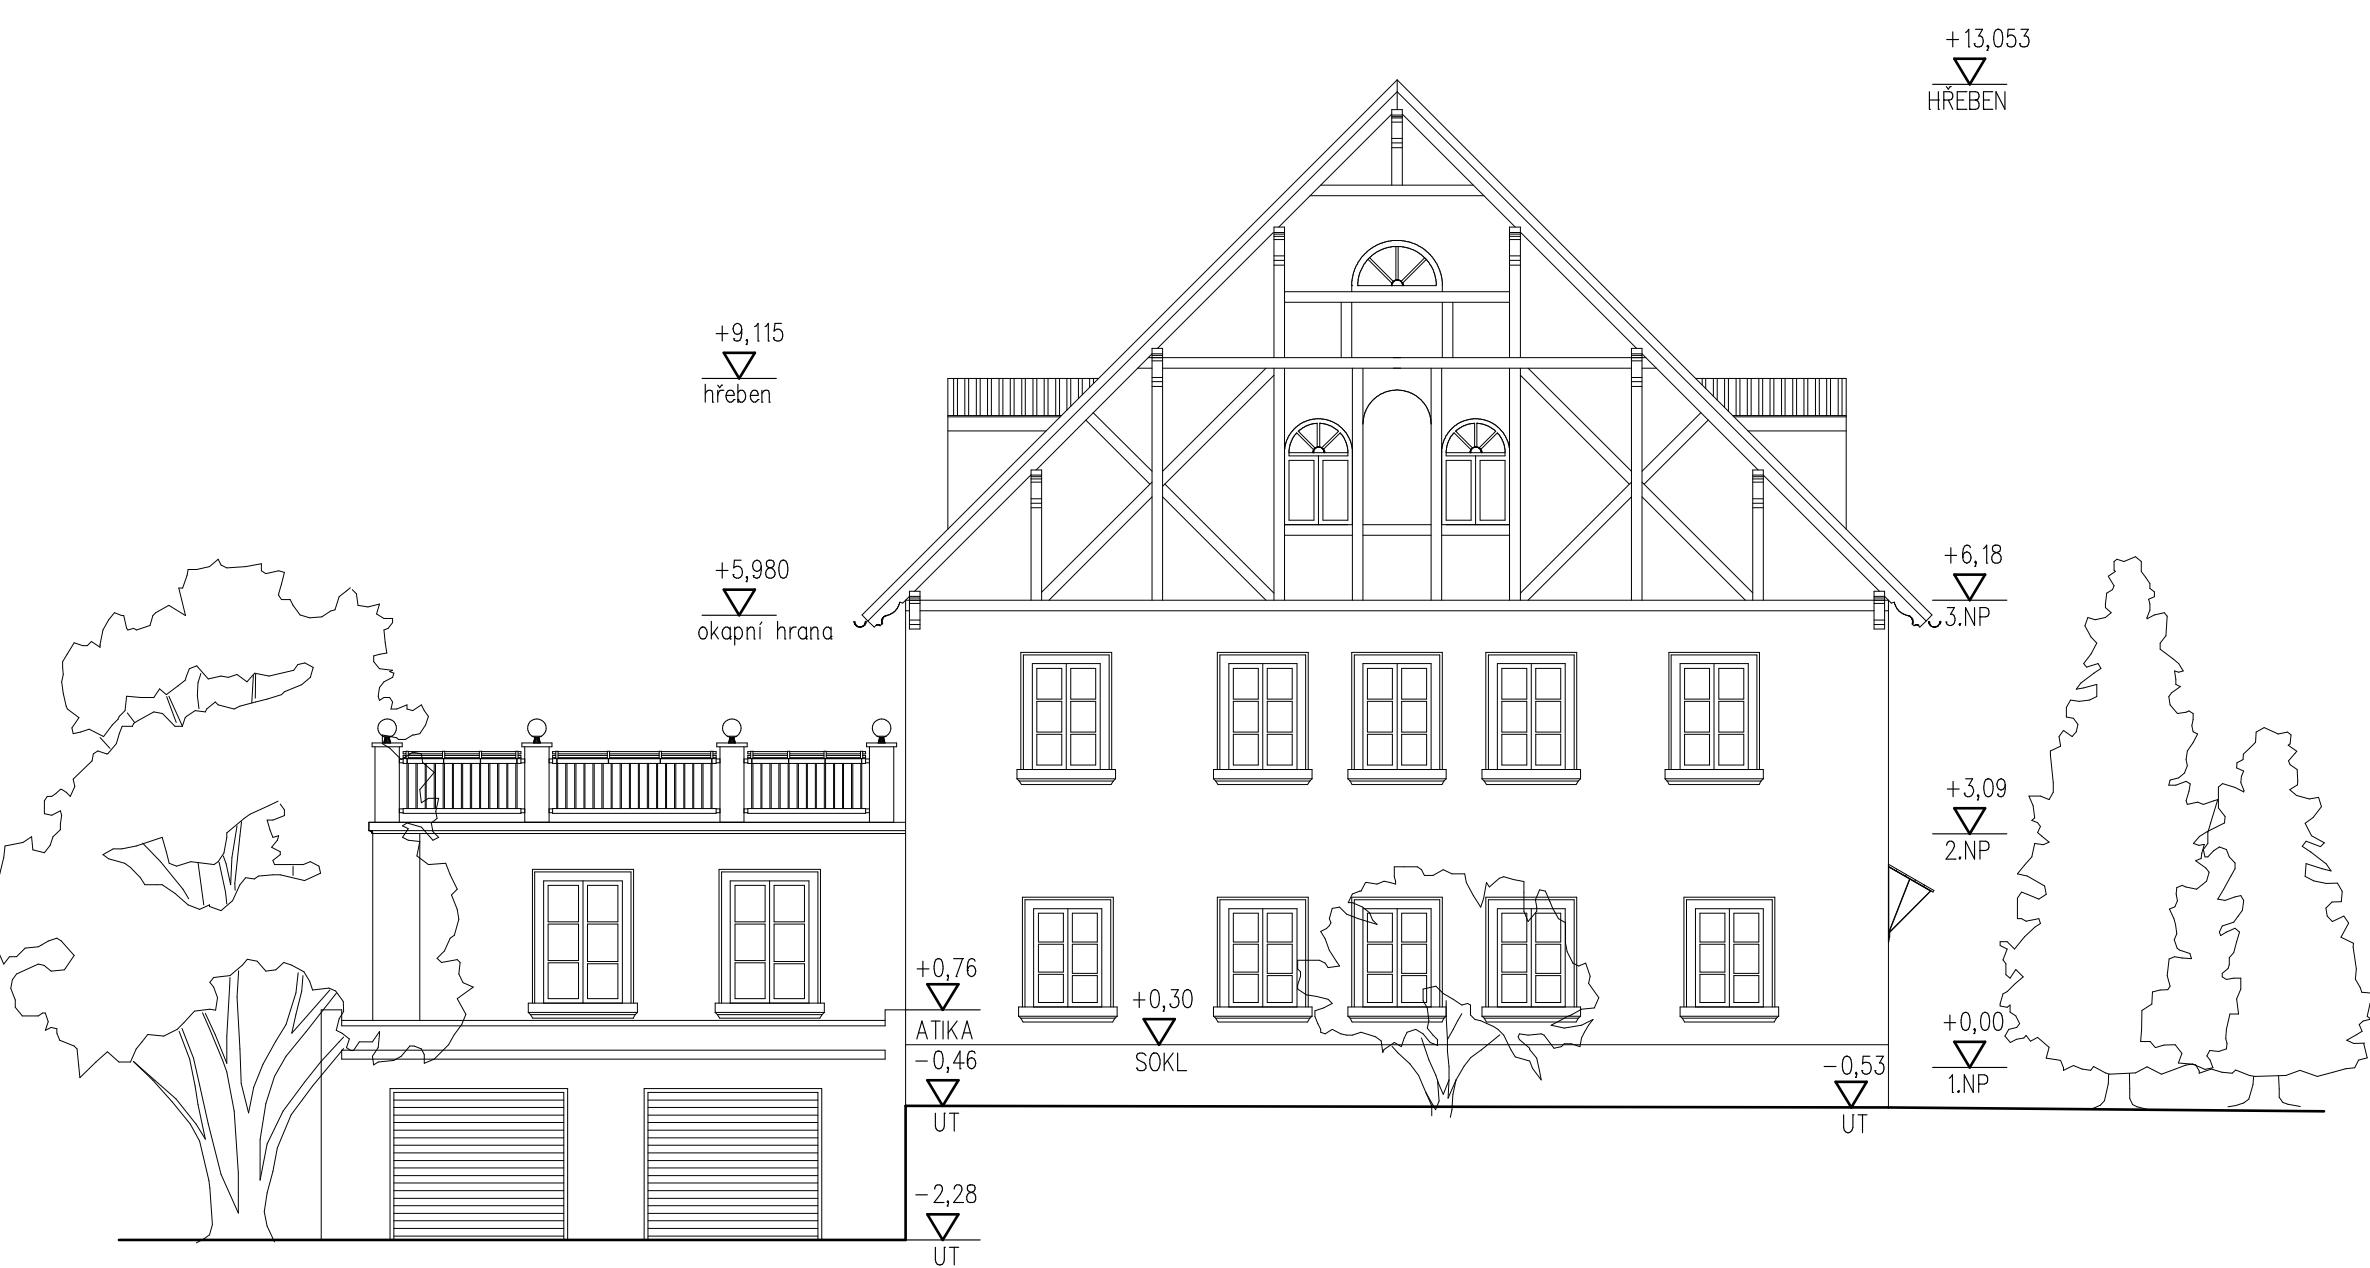 +13,053
HŘEBEN
+9,115
hřeben
+5,980
okapní hrana
+6,18
3.NP
+3,09
2.NP
+0,76
ATIKA
+0,30
SOKL
+0,00
1.NP
-0,46
UT
-0,53
UT
-2,28
UT